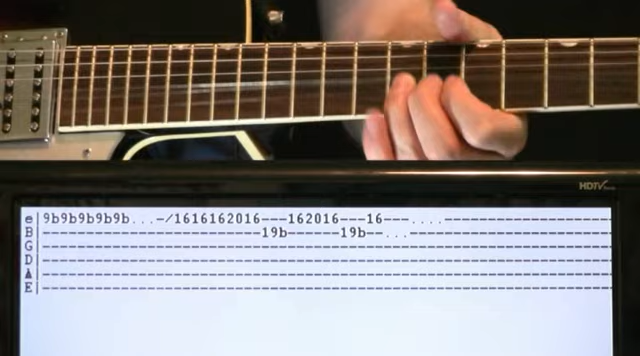 HDTV
e|9b9b9b9b9b...-/1616162016---162016---16---....---------------------
B|----------------------------19b-------19b--...--------------------------
G|-------------------------------------------------------------------------
D|-------------------------------------------------------------------------
A|-------------------------------------------------------------------------
E|-------------------------------------------------------------------------